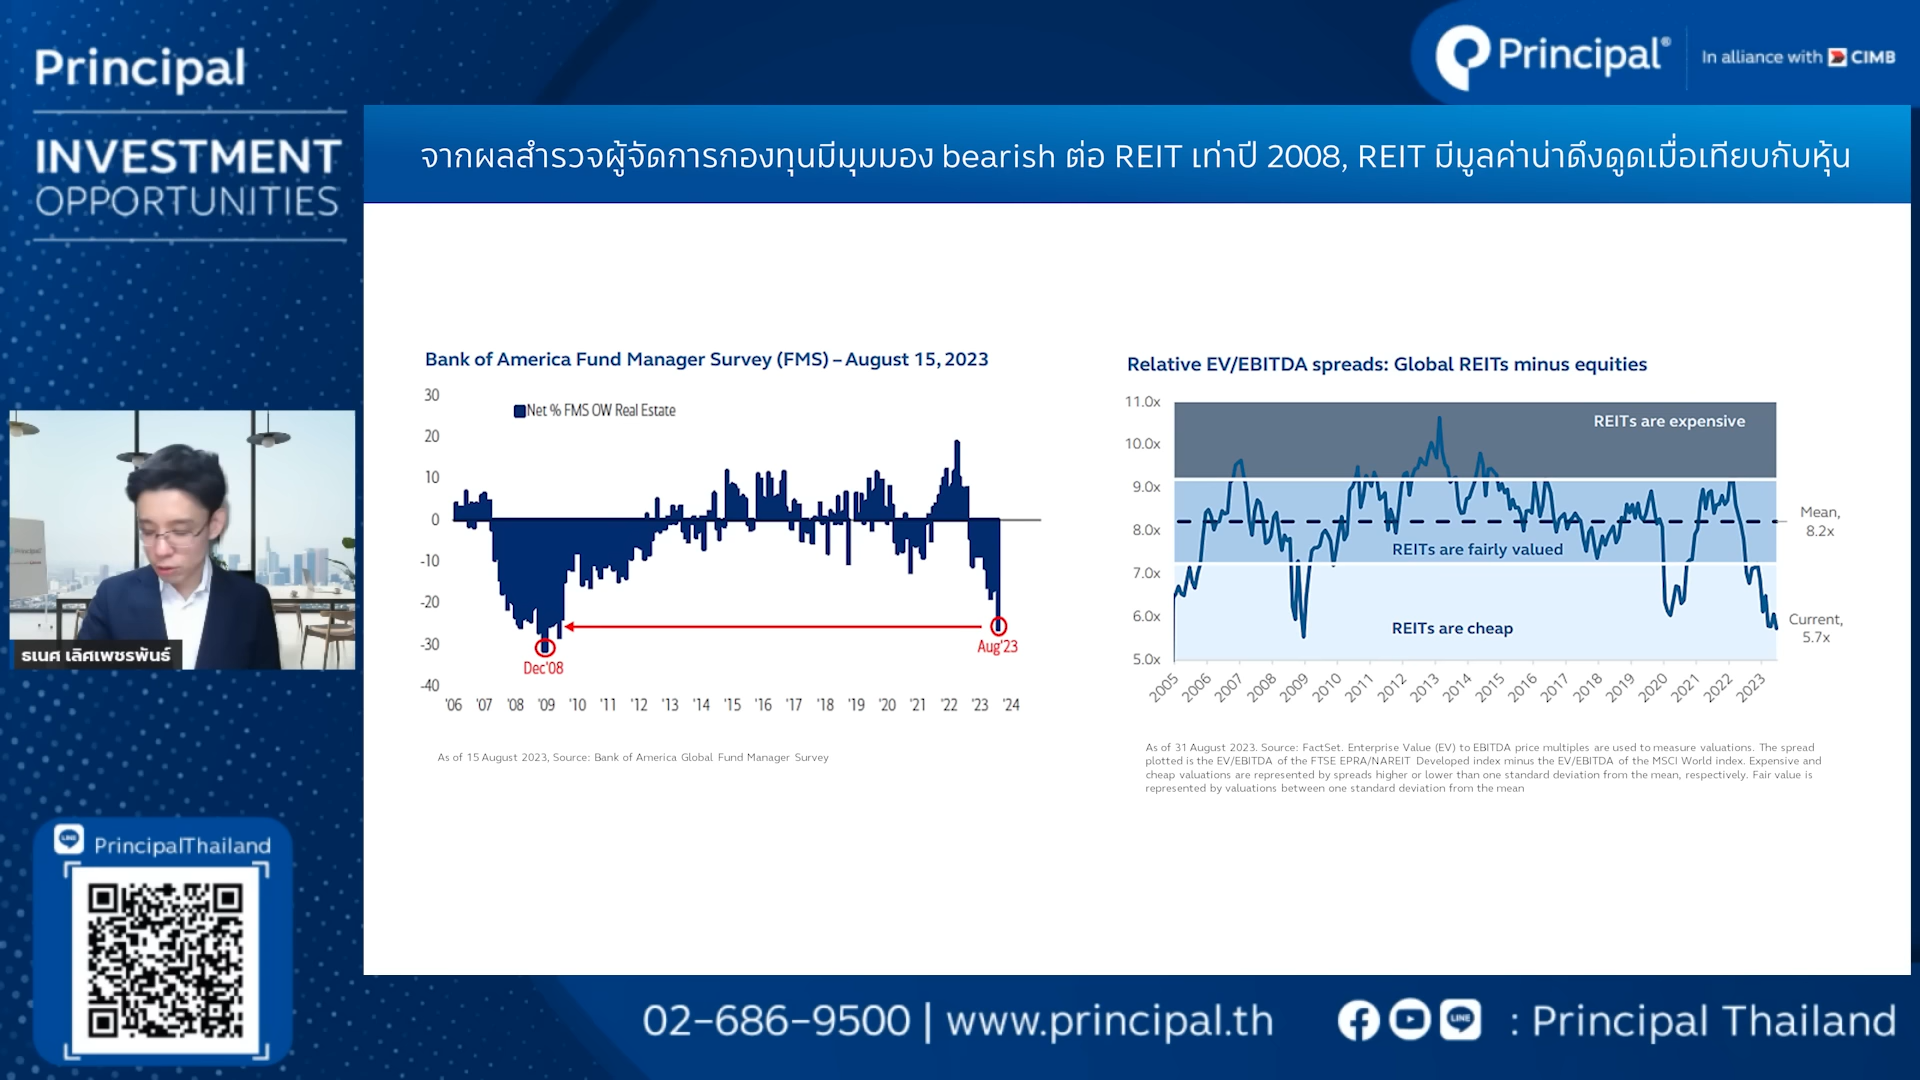 Principal
INVESTMENT
OPPORTUNITIES
Principal®
In alliance with CIMB
จากผลสำรวจผู้จัดการกองทุนมีมุมมอง bearish ต่อ REIT เท่าปี 2008, REIT มีมูลค่าน่าดึงดูดเมื่อเทียบกับหุ้น
Bank of America Fund Manager Survey (FMS) – August 15, 2023
Net % FMS OW Real Estate
30
20
10
0
-10
-20
-30
-40
Dec'08
Aug'23
'06 '07 '08 '09 '10 '11 '12 '13 '14 '15 '16 '17 '18 '19 '20 '21 '22 '23 '24
As of 15 August 2023, Source: Bank of America Global Fund Manager Survey
Relative EV/EBITDA spreads: Global REITs minus equities
11.0x
10.0x
9.0x
8.0x
7.0x
6.0x
5.0x
REITs are expensive
REITs are fairly valued
REITs are cheap
Mean,
8.2x
Current,
5.7x
2005 2006 2007 2008 2009 2010 2011 2012 2013 2014 2015 2016 2017 2018 2019 2020 2021 2022 2023
As of 31 August 2023. Source: FactSet. Enterprise Value (EV) to EBITDA price multiples are used to measure valuations. The spread
plotted is the EV/EBITDA of the FTSE EPRA/NAREIT Developed index minus the EV/EBITDA of the MSCI World index. Expensive and
cheap valuations are represented by spreads higher or lower than one standard deviation from the mean, respectively. Fair value is
represented by valuations between one standard deviation from the mean
Principal
ธเนศ เลิศเพชรพันธ์
LINE
PrincipalThailand
02-686-9500 | www.principal.th
LINE
: Principal Thailand